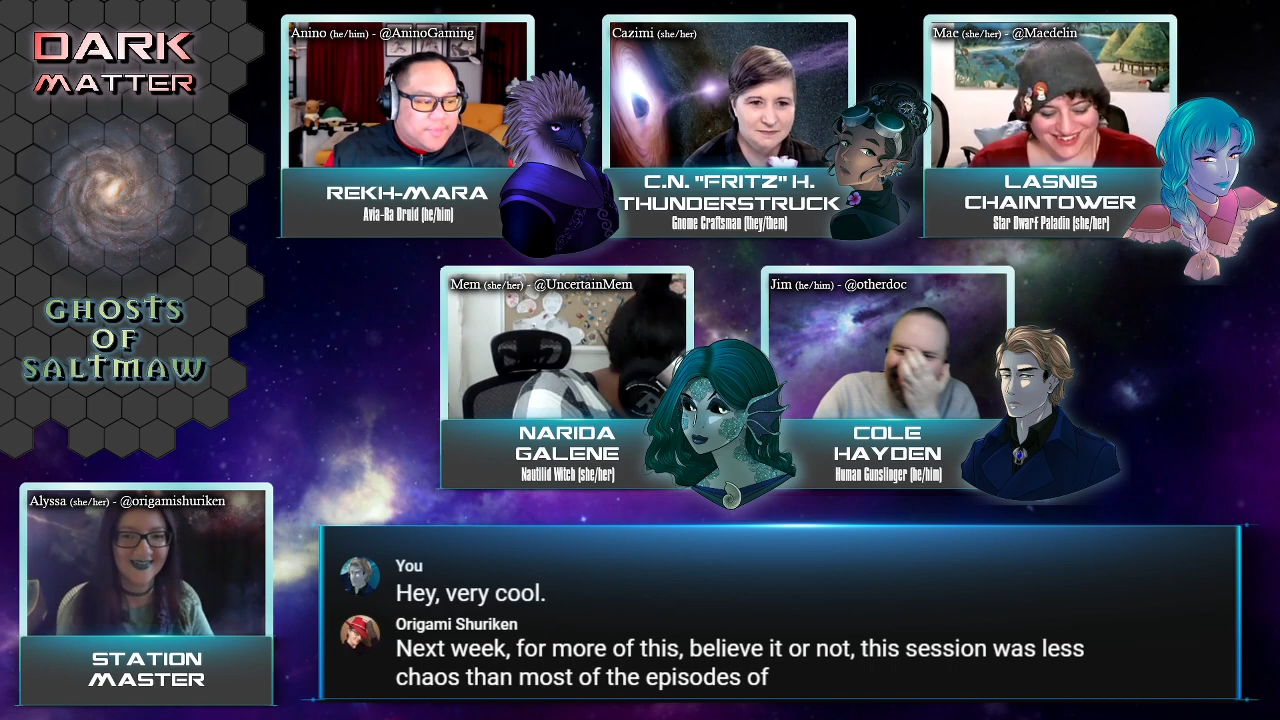 DARK
MATTER
GHOSTS
OF
SALTMAW
Anino (he/him) - @AninoGaming
REKH-MARA
Avia-Ra Druid (he/him)
Cazimi (she/her)
C.N. "FRITZ" H.
THUNDERSTRUCK
Gnome Craftsman (they/them)
Mae (she/her) - @Maedelin
LASNIS
CHAINTOWER
Star Dwarf Paladin (she/her)
Mem (she/her) - @UncertainMem
NARIDA
GALENE
Nautilid Witch (she/her)
Jim (he/him) - @otherdoc
COLE
HAYDEN
Human Gunslinger (he/him)
Alyssa (she/her) - @origamishuriken
STATION
MASTER
You
Hey, very cool.
Origami Shuriken
Next week, for more of this, believe it or not, this session was less
chaos than most of the episodes of